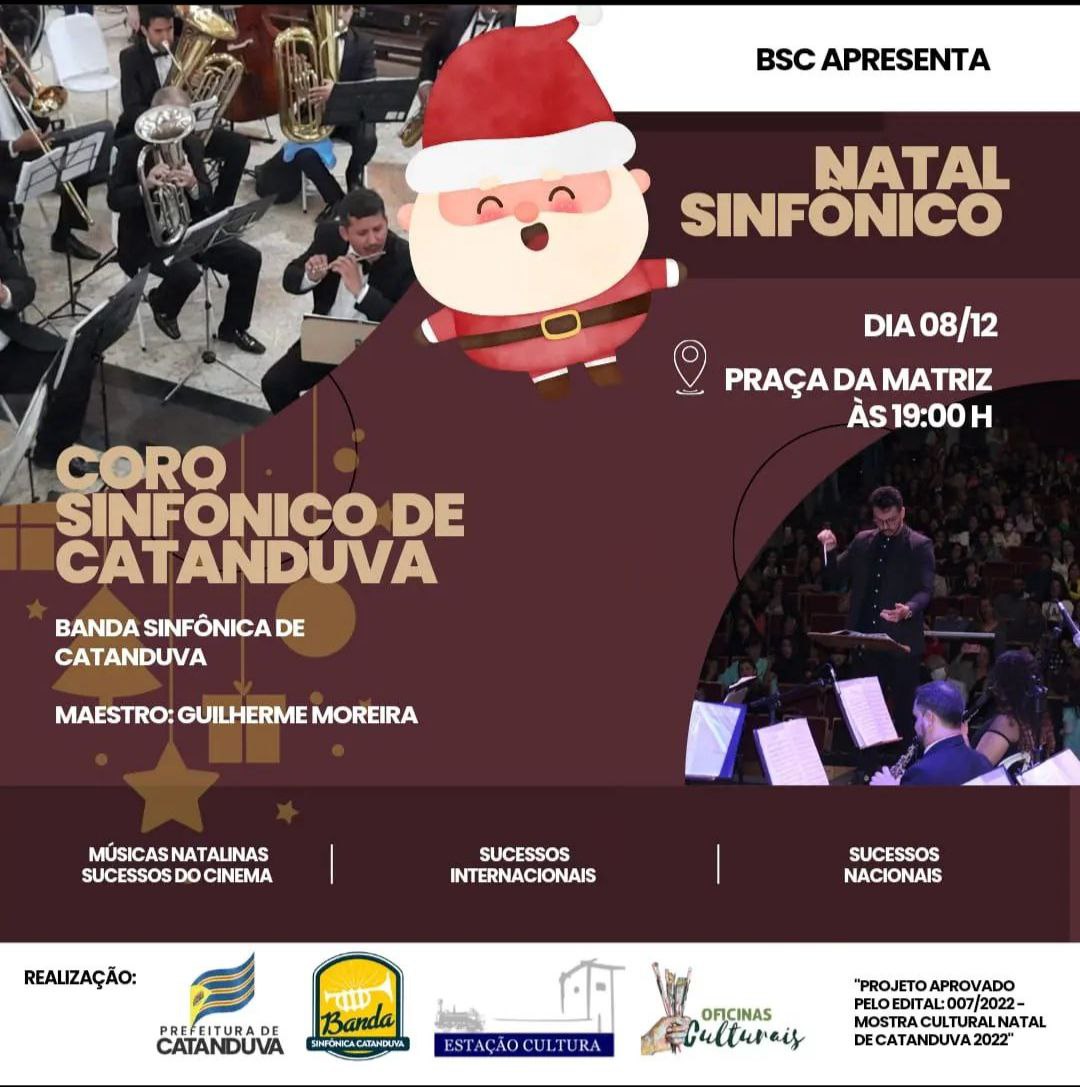 BSC APRESENTA
NATAL
SINFÔNICO
DIA 08/12
PRAÇA DA MATRIZ
ÀS 19:00 H
CORO
SINFÔNICO DE
CATANDUVA
BANDA SINFÔNICA DE
CATANDUVA
MAESTRO: GUILHERME MOREIRA
MÚSICAS NATALINAS
SUCESSOS DO CINEMA
SUCESSOS
INTERNACIONAIS
SUCESSOS
NACIONAIS
REALIZAÇÃO:
PREFEITURA DE
CATANDUVA
Banda
SINFÔNICA CATANDUVA
ESTAÇÃO CULTURA
OFICINAS
Culturais
"PROJETO APROVADO
PELO EDITAL: 007/2022 -
MOSTRA CULTURAL NATAL
DE CATANDUVA 2022"